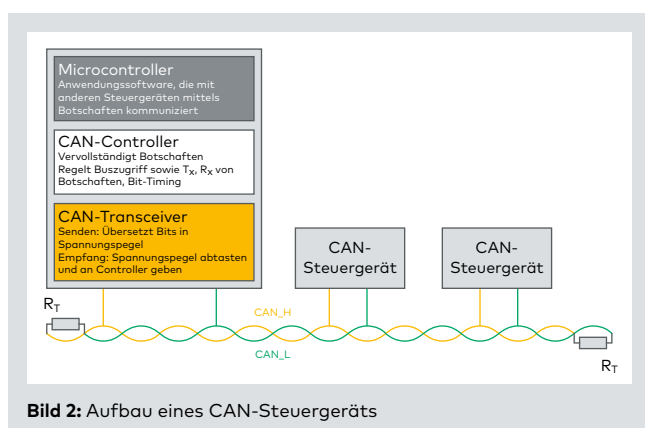 Microcontroller
Anwendungssoftware, die mit
anderen Steuergeräten mittels
Botschaften kommuniziert
CAN-Controller
Vervollständigt Botschaften
Regelt Buszugriff sowie Tx, Rx von
Botschaften, Bit-Timing
CAN-Transceiver
Senden: Übersetzt Bits in
Spannungspegel
Empfang: Spannungspegel abtasten
und an Controller geben
CAN-
Steuergerät
CAN-
Steuergerät
RT
CAN_H
CAN_L
RT
Bild 2: Aufbau eines CAN-Steuergeräts